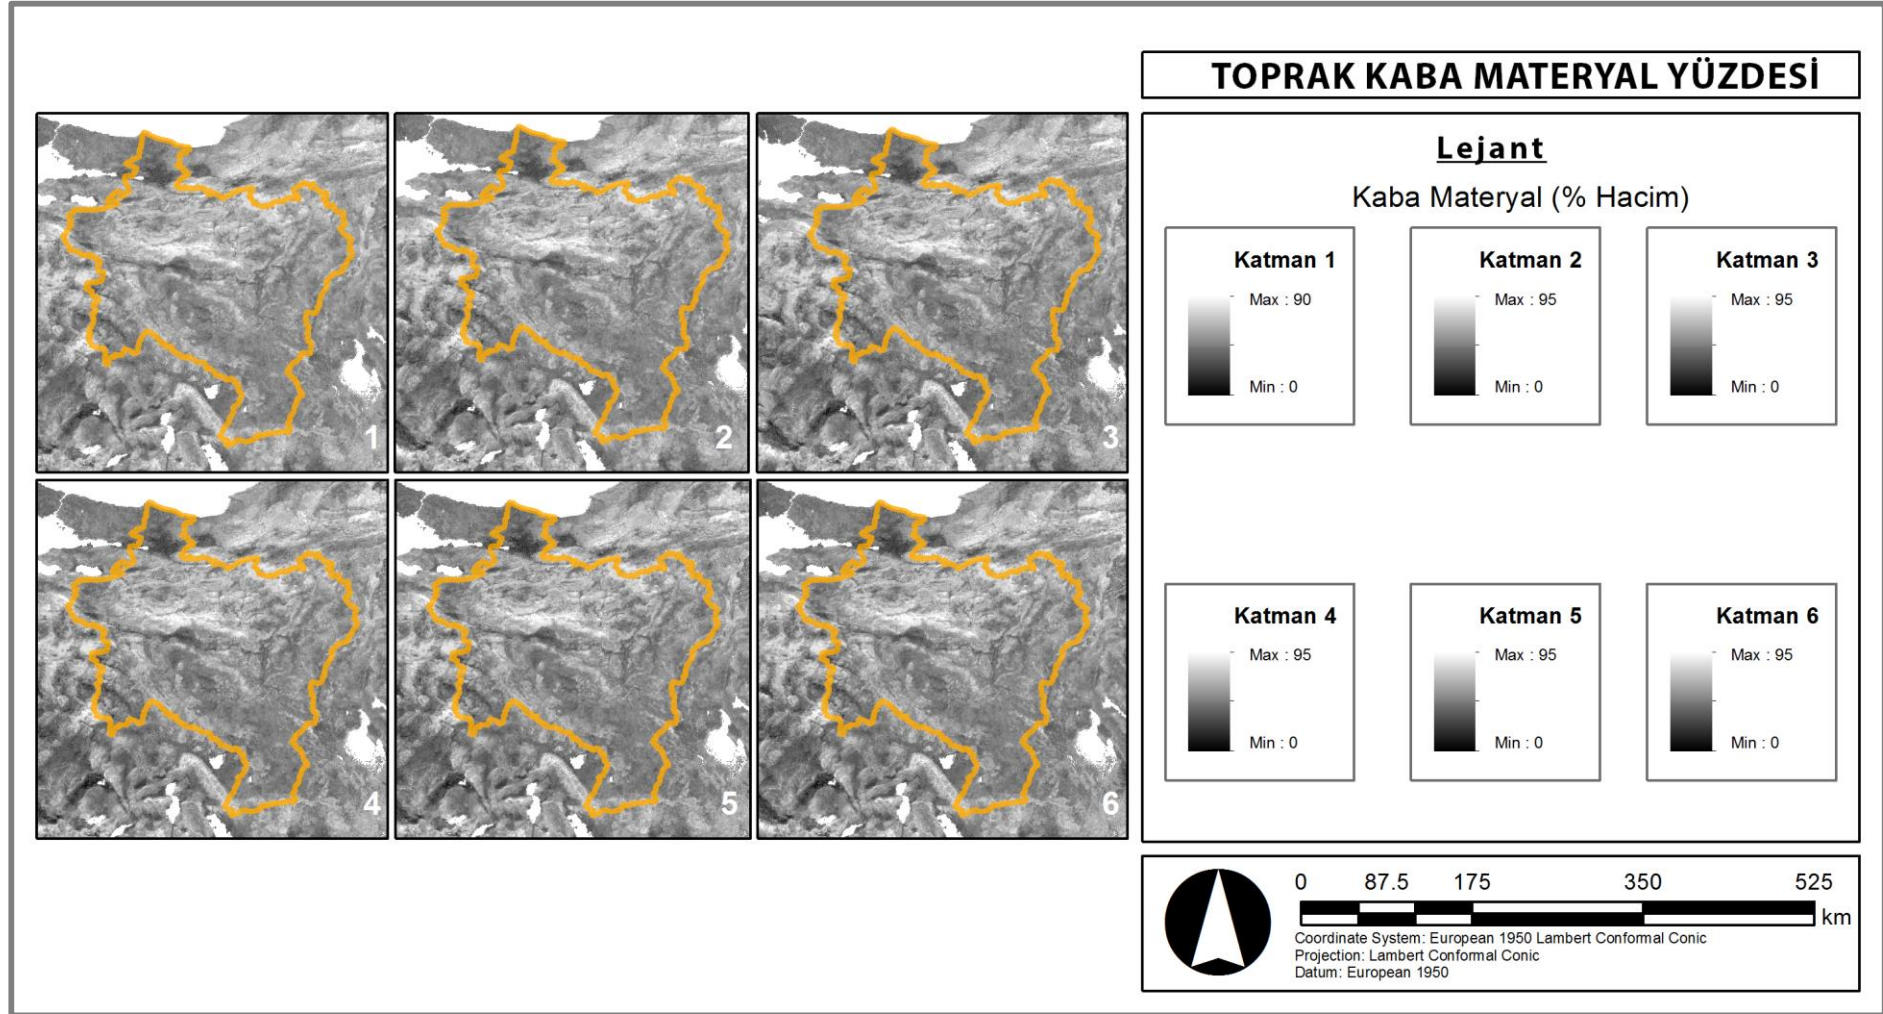 TOPRAK KABA MATERYAL YÜZDESİ
1
2
3
4
5
6
Lejant
Kaba Materyal (% Hacim)
Katman 1
Max : 90
Min : 0
Katman 2
Max : 95
Min : 0
Katman 3
Max : 95
Min : 0
Katman 4
Max : 95
Min : 0
Katman 5
Max : 95
Min : 0
Katman 6
Max : 95
Min : 0
0 87.5 175 350 525
km
Coordinate System: European 1950 Lambert Conformal Conic
Projection: Lambert Conformal Conic
Datum: European 1950